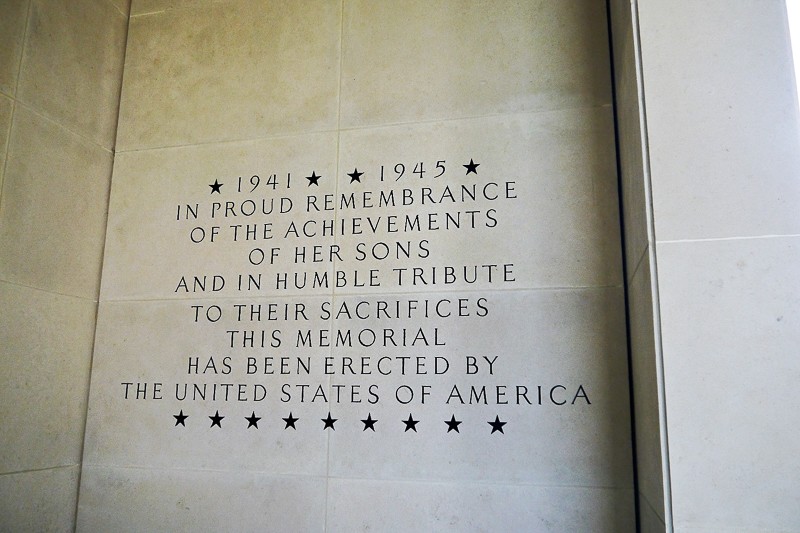 ★ 1941 ★ ★ 1945 ★
IN PROUD REMEMBRANCE
OF THE ACHIEVEMENTS
OF HER SONS
AND IN HUMBLE TRIBUTE
TO THEIR SACRIFICES
THIS MEMORIAL
HAS BEEN ERECTED BY
THE UNITED STATES OF AMERICA
★ ★ ★ ★ ★ ★ ★ ★ ★